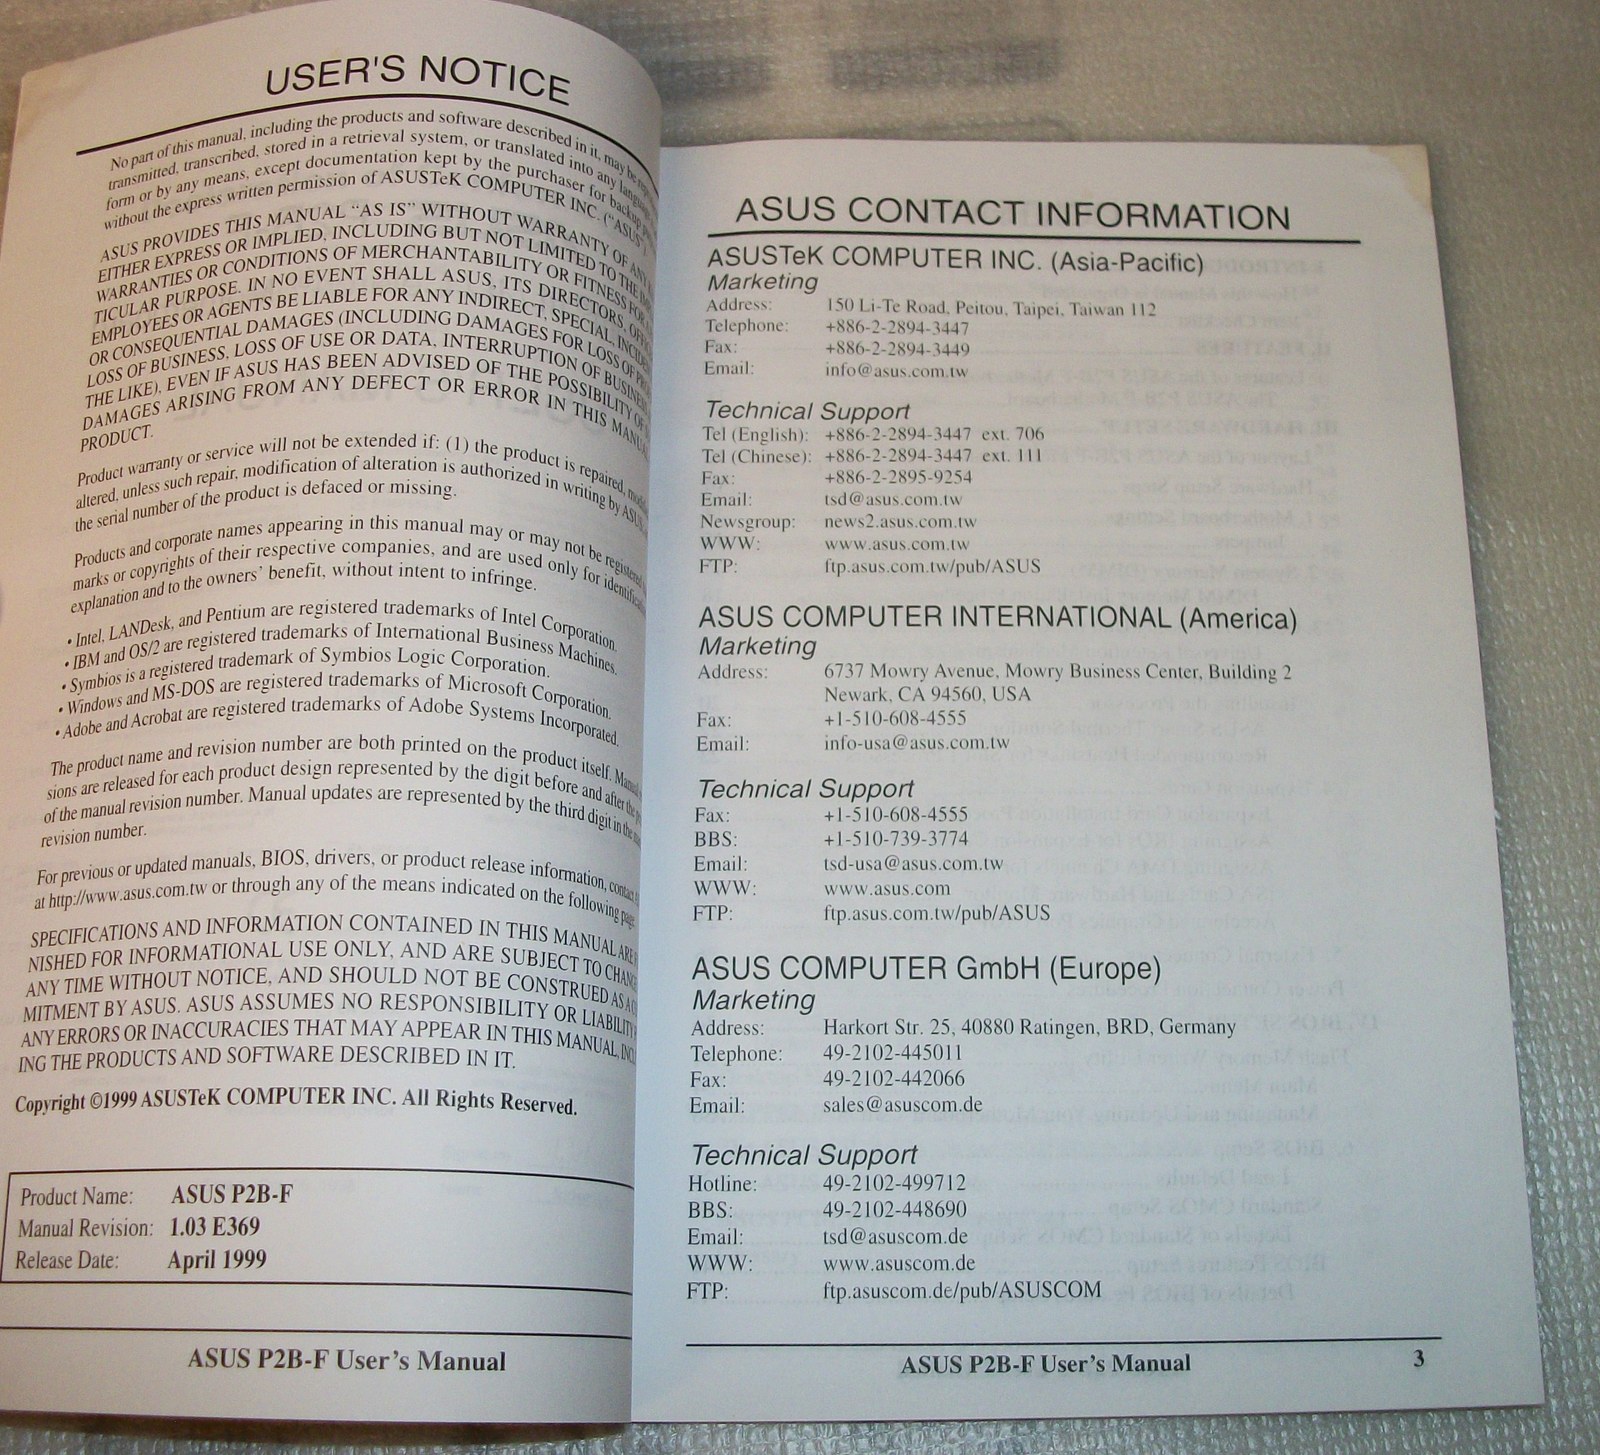 USER'S NOTICE
No part of this manual, including the products and software described in it, may be
transmitted, transcribed, stored in a retrieval system, or translated into any
form or by any means, except documentation kept by the purchaser for backup
without the express written permission of ASUSTeK COMPUTER INC. ("ASUS").
ASUS PROVIDES THIS MANUAL "AS IS" WITHOUT WARRANTY OF ANY
EITHER EXPRESS OR IMPLIED, INCLUDING BUT NOT LIMITED TO THE
WARRANTIES OR CONDITIONS OF MERCHANTABILITY OR FITNESS FOR
TICULAR PURPOSE. IN NO EVENT SHALL ASUS, ITS DIRECTORS,
EMPLOYEES OR AGENTS BE LIABLE FOR ANY INDIRECT, SPECIAL,
OR CONSEQUENTIAL DAMAGES (INCLUDING DAMAGES FOR LOSS OF
LOSS OF BUSINESS, LOSS OF USE OR DATA, INTERRUPTION OF
THE LIKE), EVEN IF ASUS HAS BEEN ADVISED OF THE POSSIBILITY OF
DAMAGES ARISING FROM ANY DEFECT OR ERROR IN THIS
PRODUCT.
Product warranty or service will not be extended if: (1) the product is repaired,
altered, unless such repair, modification of alteration is authorized in writing by
the serial number of the product is defaced or missing.
Products and corporate names appearing in this manual may or may not be registered
marks or copyrights of their respective companies, and are used only for
explanation and to the owners' benefit, without intent to infringe.
• Intel, LANDesk, and Pentium are registered trademarks of Intel Corporation.
• IBM and OS/2 are registered trademarks of International Business Machines.
• Symbios is a registered trademark of Symbios Logic Corporation.
• Windows and MS-DOS are registered trademarks of Microsoft Corporation.
• Adobe and Acrobat are registered trademarks of Adobe Systems Incorporated.
The product name and revision number are both printed on the product itself.
sions are released for each product design represented by the digit before and after the
of the manual revision number. Manual updates are represented by the third digit in the
revision number.
For previous or updated manuals, BIOS, drivers, or product release information, contact
at http://www.asus.com.tw or through any of the means indicated on the following page.
SPECIFICATIONS AND INFORMATION CONTAINED IN THIS MANUAL ARE
NISHED FOR INFORMATIONAL USE ONLY, AND ARE SUBJECT TO
ANY TIME WITHOUT NOTICE, AND SHOULD NOT BE CONSTRUED AS A
MITMENT BY ASUS. ASUS ASSUMES NO RESPONSIBILITY OR LIABILITY
ANY ERRORS OR INACCURACIES THAT MAY APPEAR IN THIS MANUAL,
ING THE PRODUCTS AND SOFTWARE DESCRIBED IN IT.
Copyright ©1999 ASUSTeK COMPUTER INC. All Rights Reserved.
Product Name: ASUS P2B-F
Manual Revision: 1.03 E369
Release Date: April 1999
ASUS P2B-F User's Manual
ASUS CONTACT INFORMATION
ASUSTeK COMPUTER INC. (Asia-Pacific)
Marketing
Address: 150 Li-Te Road, Peitou, Taipei, Taiwan 112
Telephone: +886-2-2894-3447
Fax: +886-2-2894-3449
Email: info@asus.com.tw
Technical Support
Tel (English): +886-2-2894-3447 ext. 706
Tel (Chinese): +886-2-2894-3447 ext. 111
Fax: +886-2-2895-9254
Email: tsd@asus.com.tw
Newsgroup: news2.asus.com.tw
WWW: www.asus.com.tw
FTP: ftp.asus.com.tw/pub/ASUS
ASUS COMPUTER INTERNATIONAL (America)
Marketing
Address: 6737 Mowry Avenue, Mowry Business Center, Building 2
Newark, CA 94560, USA
Fax: +1-510-608-4555
Email: info-usa@asus.com.tw
Technical Support
Fax: +1-510-608-4555
BBS: +1-510-739-3774
Email: tsd-usa@asus.com.tw
WWW: www.asus.com
FTP: ftp.asus.com.tw/pub/ASUS
ASUS COMPUTER GmbH (Europe)
Marketing
Address: Harkort Str. 25, 40880 Ratingen, BRD, Germany
Telephone: 49-2102-445011
Fax: 49-2102-442066
Email: sales@asuscom.de
Technical Support
Hotline: 49-2102-499712
BBS: 49-2102-448690
Email: tsd@asuscom.de
WWW: www.asuscom.de
FTP: ftp.asuscom.de/pub/ASUSCOM
ASUS P2B-F User's Manual 3